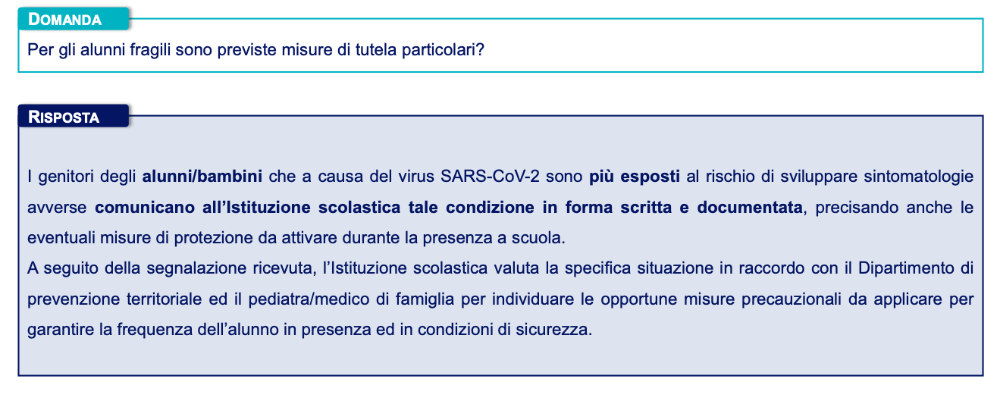 DOMANDA
Per gli alunni fragili sono previste misure di tutela particolari?
RISPOSTA
I genitori degli alunni/bambini che a causa del virus SARS-CoV-2 sono più esposti al rischio di sviluppare sintomatologie
avverse comunicano all’Istituzione scolastica tale condizione in forma scritta e documentata, precisando anche le
eventuali misure di protezione da attivare durante la presenza a scuola.
A seguito della segnalazione ricevuta, l’Istituzione scolastica valuta la specifica situazione in raccordo con il Dipartimento di
prevenzione territoriale ed il pediatra/medico di famiglia per individuare le opportune misure precauzionali da applicare per
garantire la frequenza dell’alunno in presenza ed in condizioni di sicurezza.